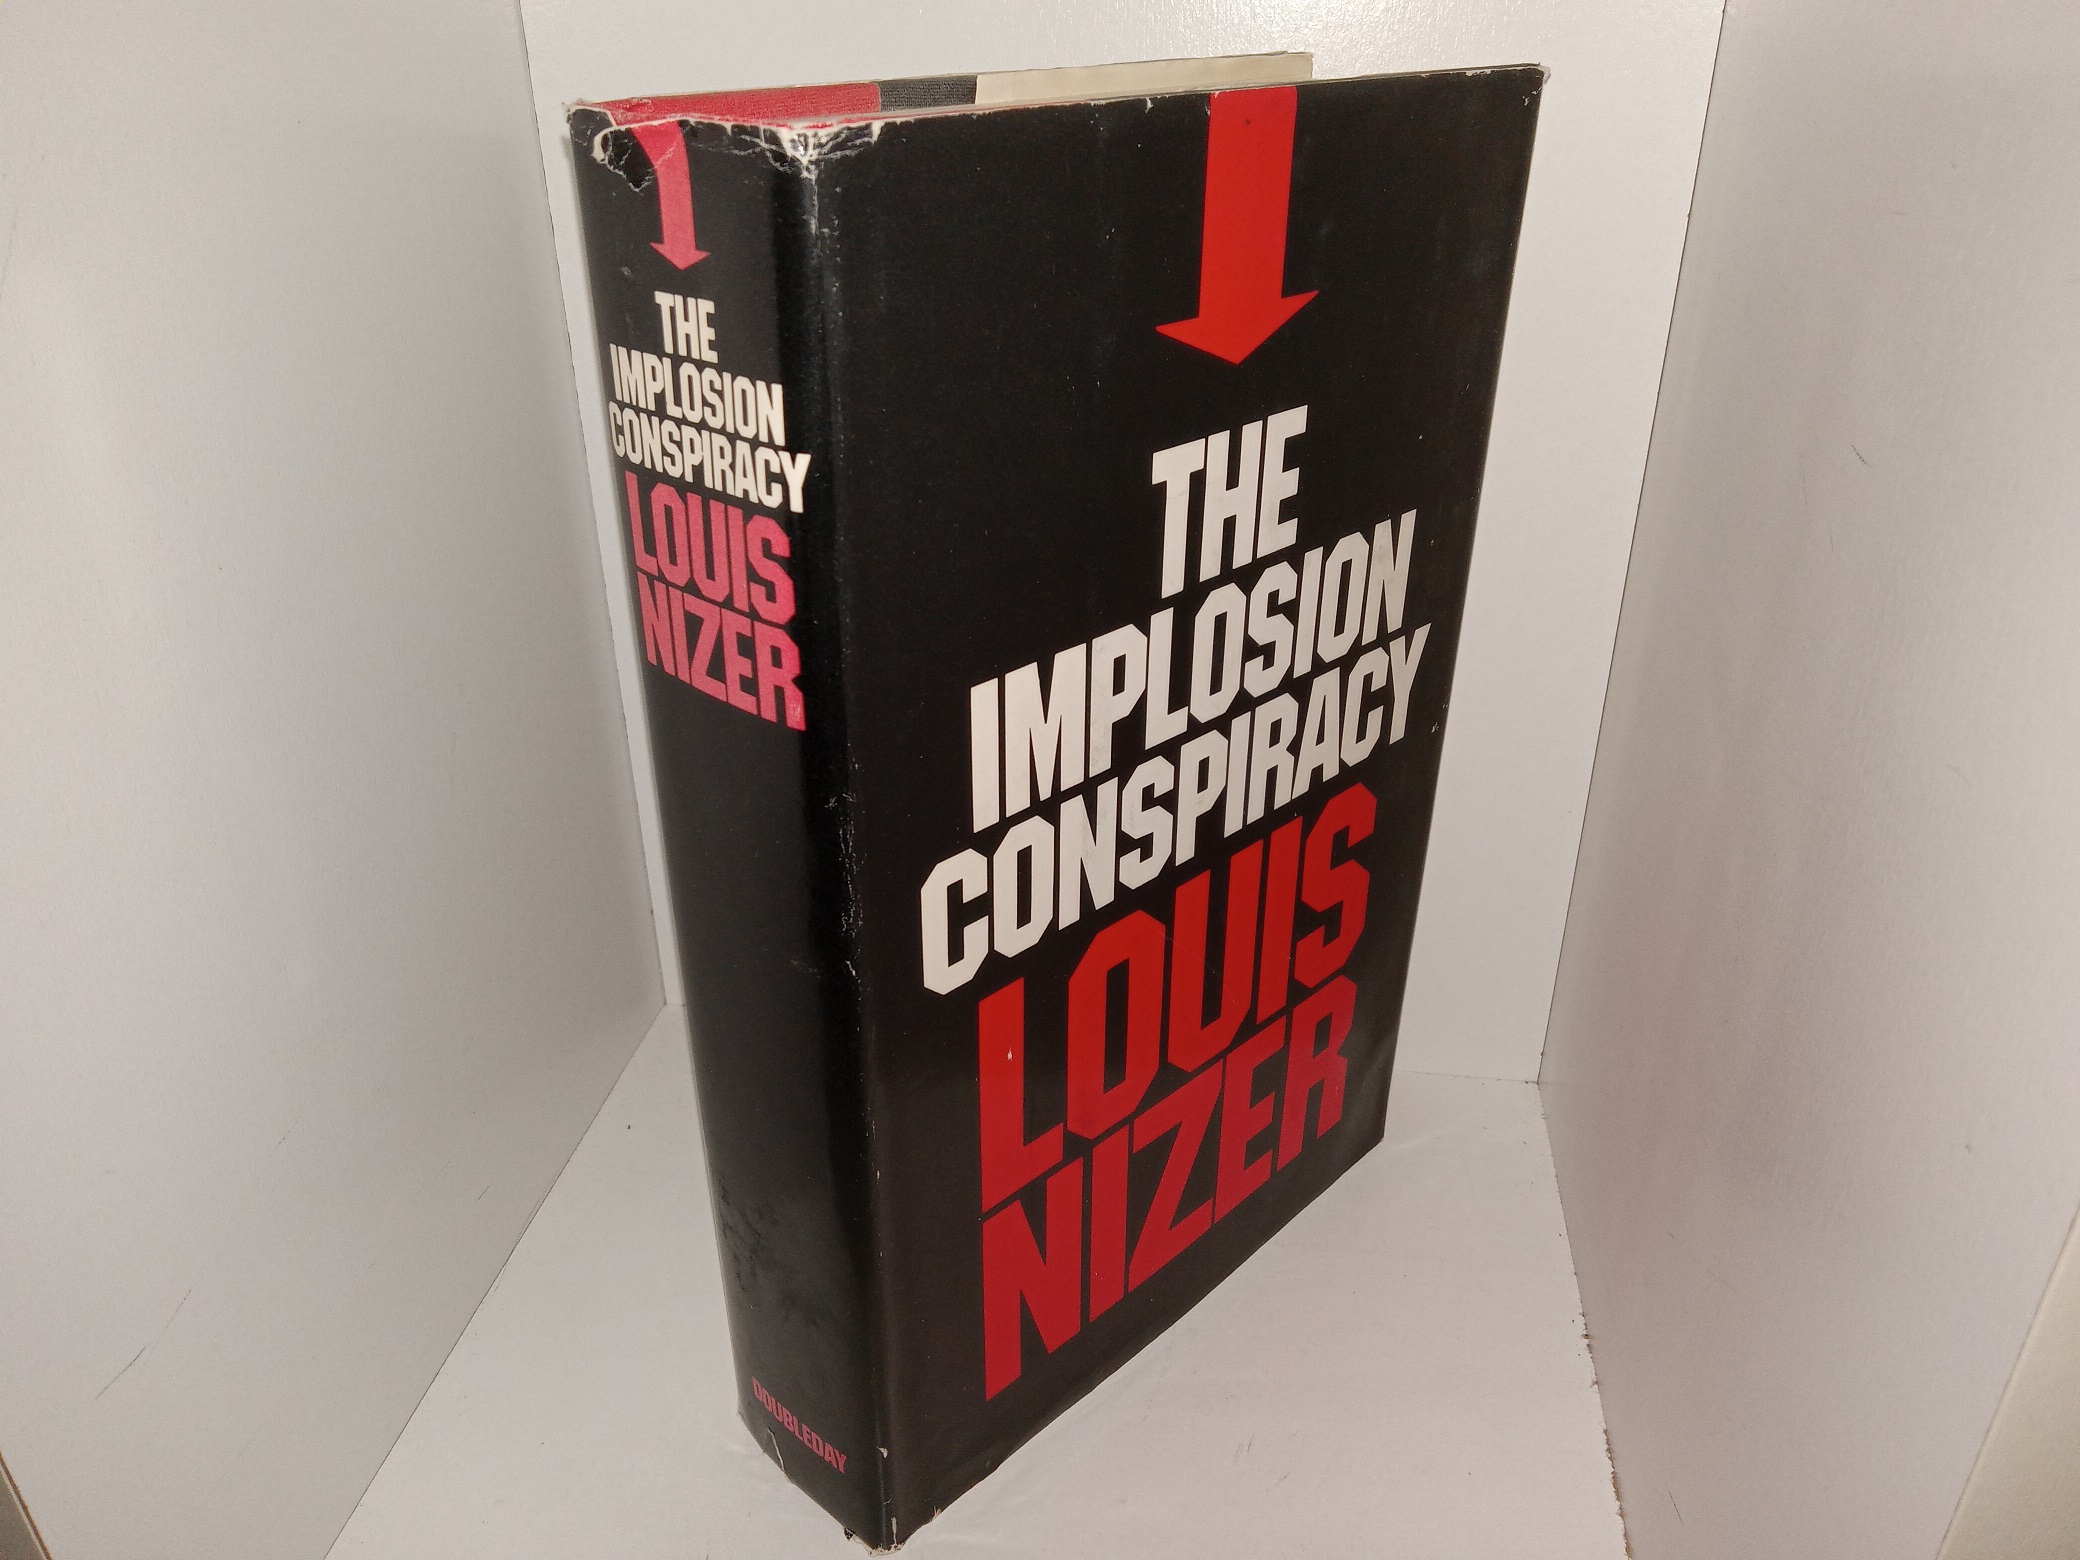 THE
IMPLOSION
CONSPIRACY
LOUIS
NIZER
DOUBLEDAY
THE
IMPLOSION
CONSPIRACY
LOUIS
NIZER